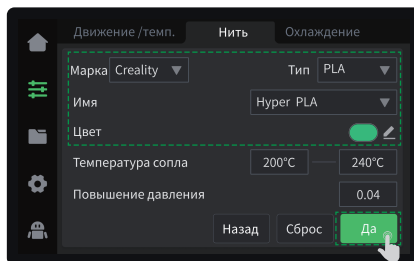 Движение /темп. Нить Охлаждение
Марка Creality Тип PLA
Имя Hyper PLA
Цвет
Температура сопла 200°C 240°C
Повышение давления 0.04
Назад Сброс Да